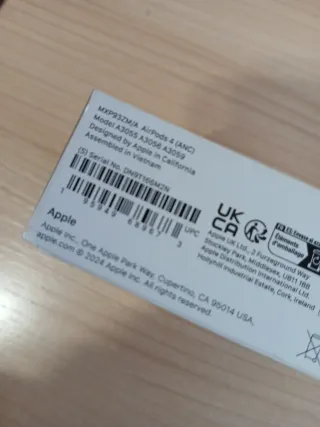 MXP93ZM/A AirPods 4 (ANC)
Model A3055 A3056 A3059
Designed by Apple in California
Assembled in Vietnam
UPC
Apple
Apple Inc., One Apple Park Way, Cupertino, CA 95014 USA.
apple.com © 2024 Apple Inc. All rights reserved.
UK
CA
Apple UK Ltd., 2 Furzeground Way
Stockley Park, Middlesex, UB11 1BB
Apple Distribution International Ltd.
Hollyhill Industrial Estate, Cork, Ireland
Éléments
d'emballage